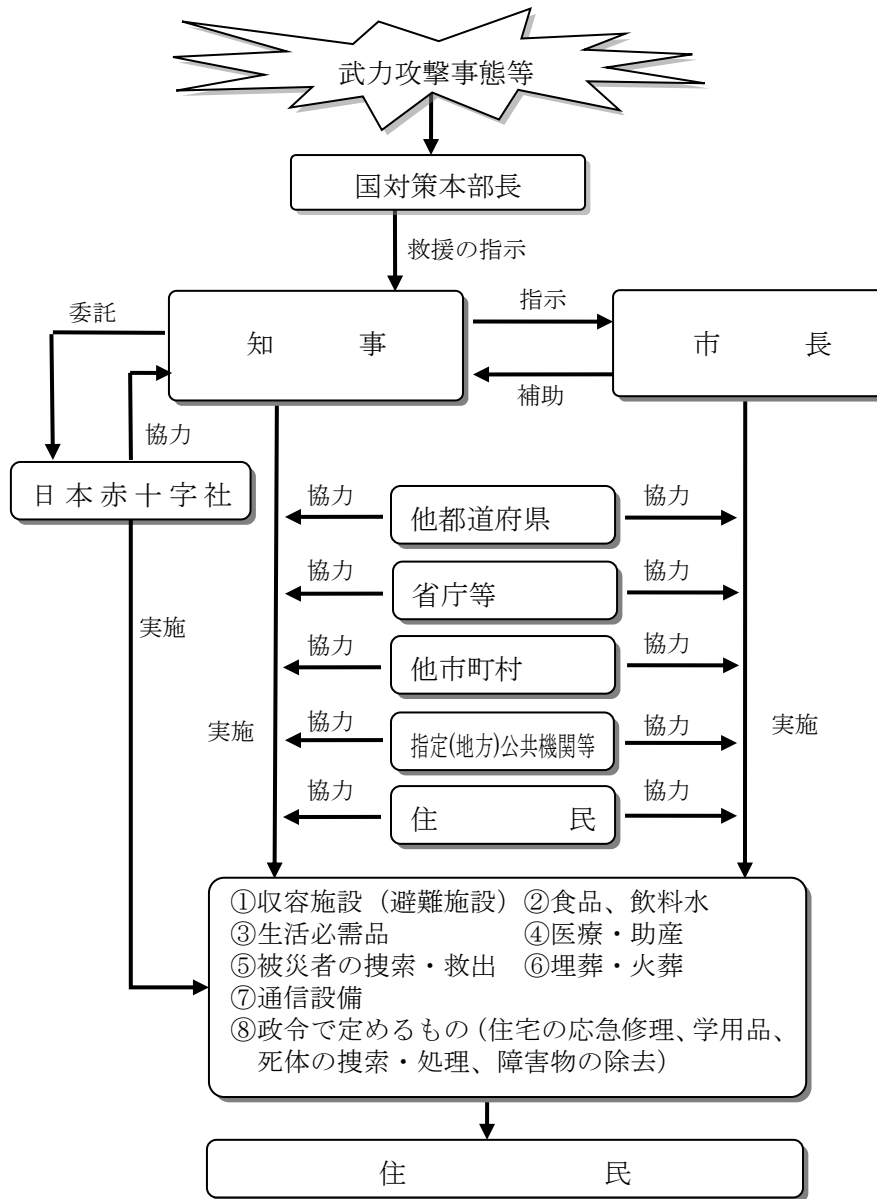 武力攻撃事態等
国対策本部長
救援の指示
委託
知 事
指示
市 長
補助
協力
日本赤十字社
協力
他都道府県
協力
協力
省庁等
協力
実施
協力
他市町村
協力
実施
協力
指定(地方)公共機関等
協力
実施
協力
住 民
協力
①収容施設（避難施設）②食品、飲料水
③生活必需品 ④医療・助産
⑤被災者の捜索・救出 ⑥埋葬・火葬
⑦通信設備
⑧政令で定めるもの（住宅の応急修理、学用品、
死体の捜索・処理、障害物の除去）
住 民